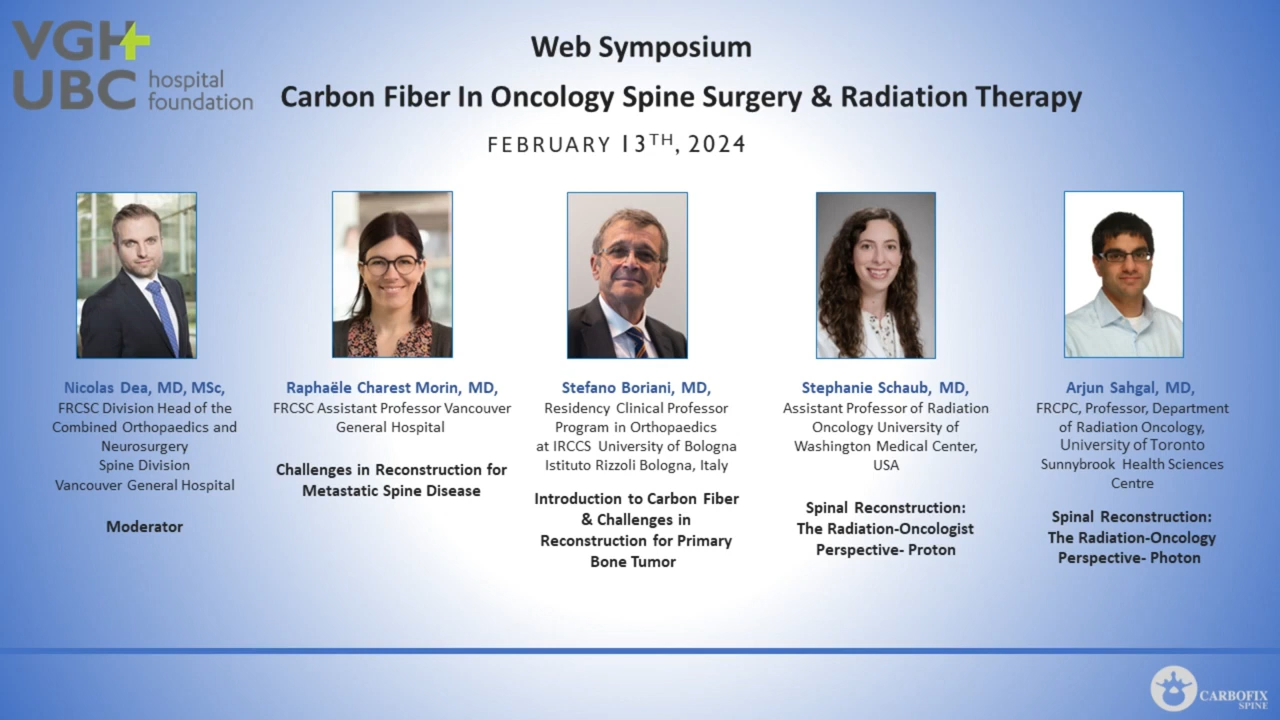 VGH+
UBC hospital
foundation
Web Symposium
Carbon Fiber In Oncology Spine Surgery & Radiation Therapy
FEBRUARY 13TH, 2024
Nicolas Dea, MD, MSc,
FRCSC Division Head of the
Combined Orthopaedics and
Neurosurgery
Spine Division
Vancouver General Hospital
Moderator
Raphaële Charest Morin, MD,
FRCSC Assistant Professor Vancouver
General Hospital
Challenges in Reconstruction for
Metastatic Spine Disease
Stefano Boriani, MD,
Residency Clinical Professor
Program in Orthopaedics
at IRCCS University of Bologna
Istituto Rizzoli Bologna, Italy
Introduction to Carbon Fiber
& Challenges in
Reconstruction for Primary
Bone Tumor
Stephanie Schaub, MD,
Assistant Professor of Radiation
Oncology University of
Washington Medical Center,
USA
Spinal Reconstruction:
The Radiation-Oncologist
Perspective- Proton
Arjun Sahgal, MD,
FRCPC, Professor, Department
of Radiation Oncology,
University of Toronto
Sunnybrook Health Sciences
Centre
Spinal Reconstruction:
The Radiation-Oncology
Perspective- Photon
CARBOFIX
SPINE